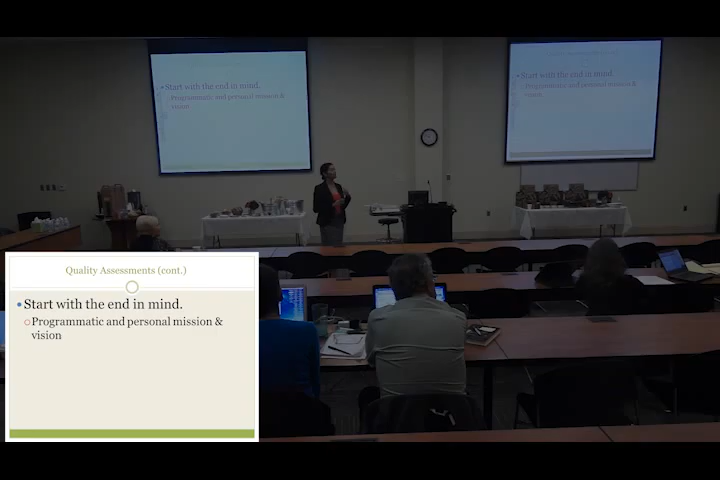 Start with the end in mind.
Programmatic and personal mission &
vision
Start with the end in mind.
Programmatic and personal mission &
vision
Quality Assessments (cont.)
Start with the end in mind.
Programmatic and personal mission &
vision